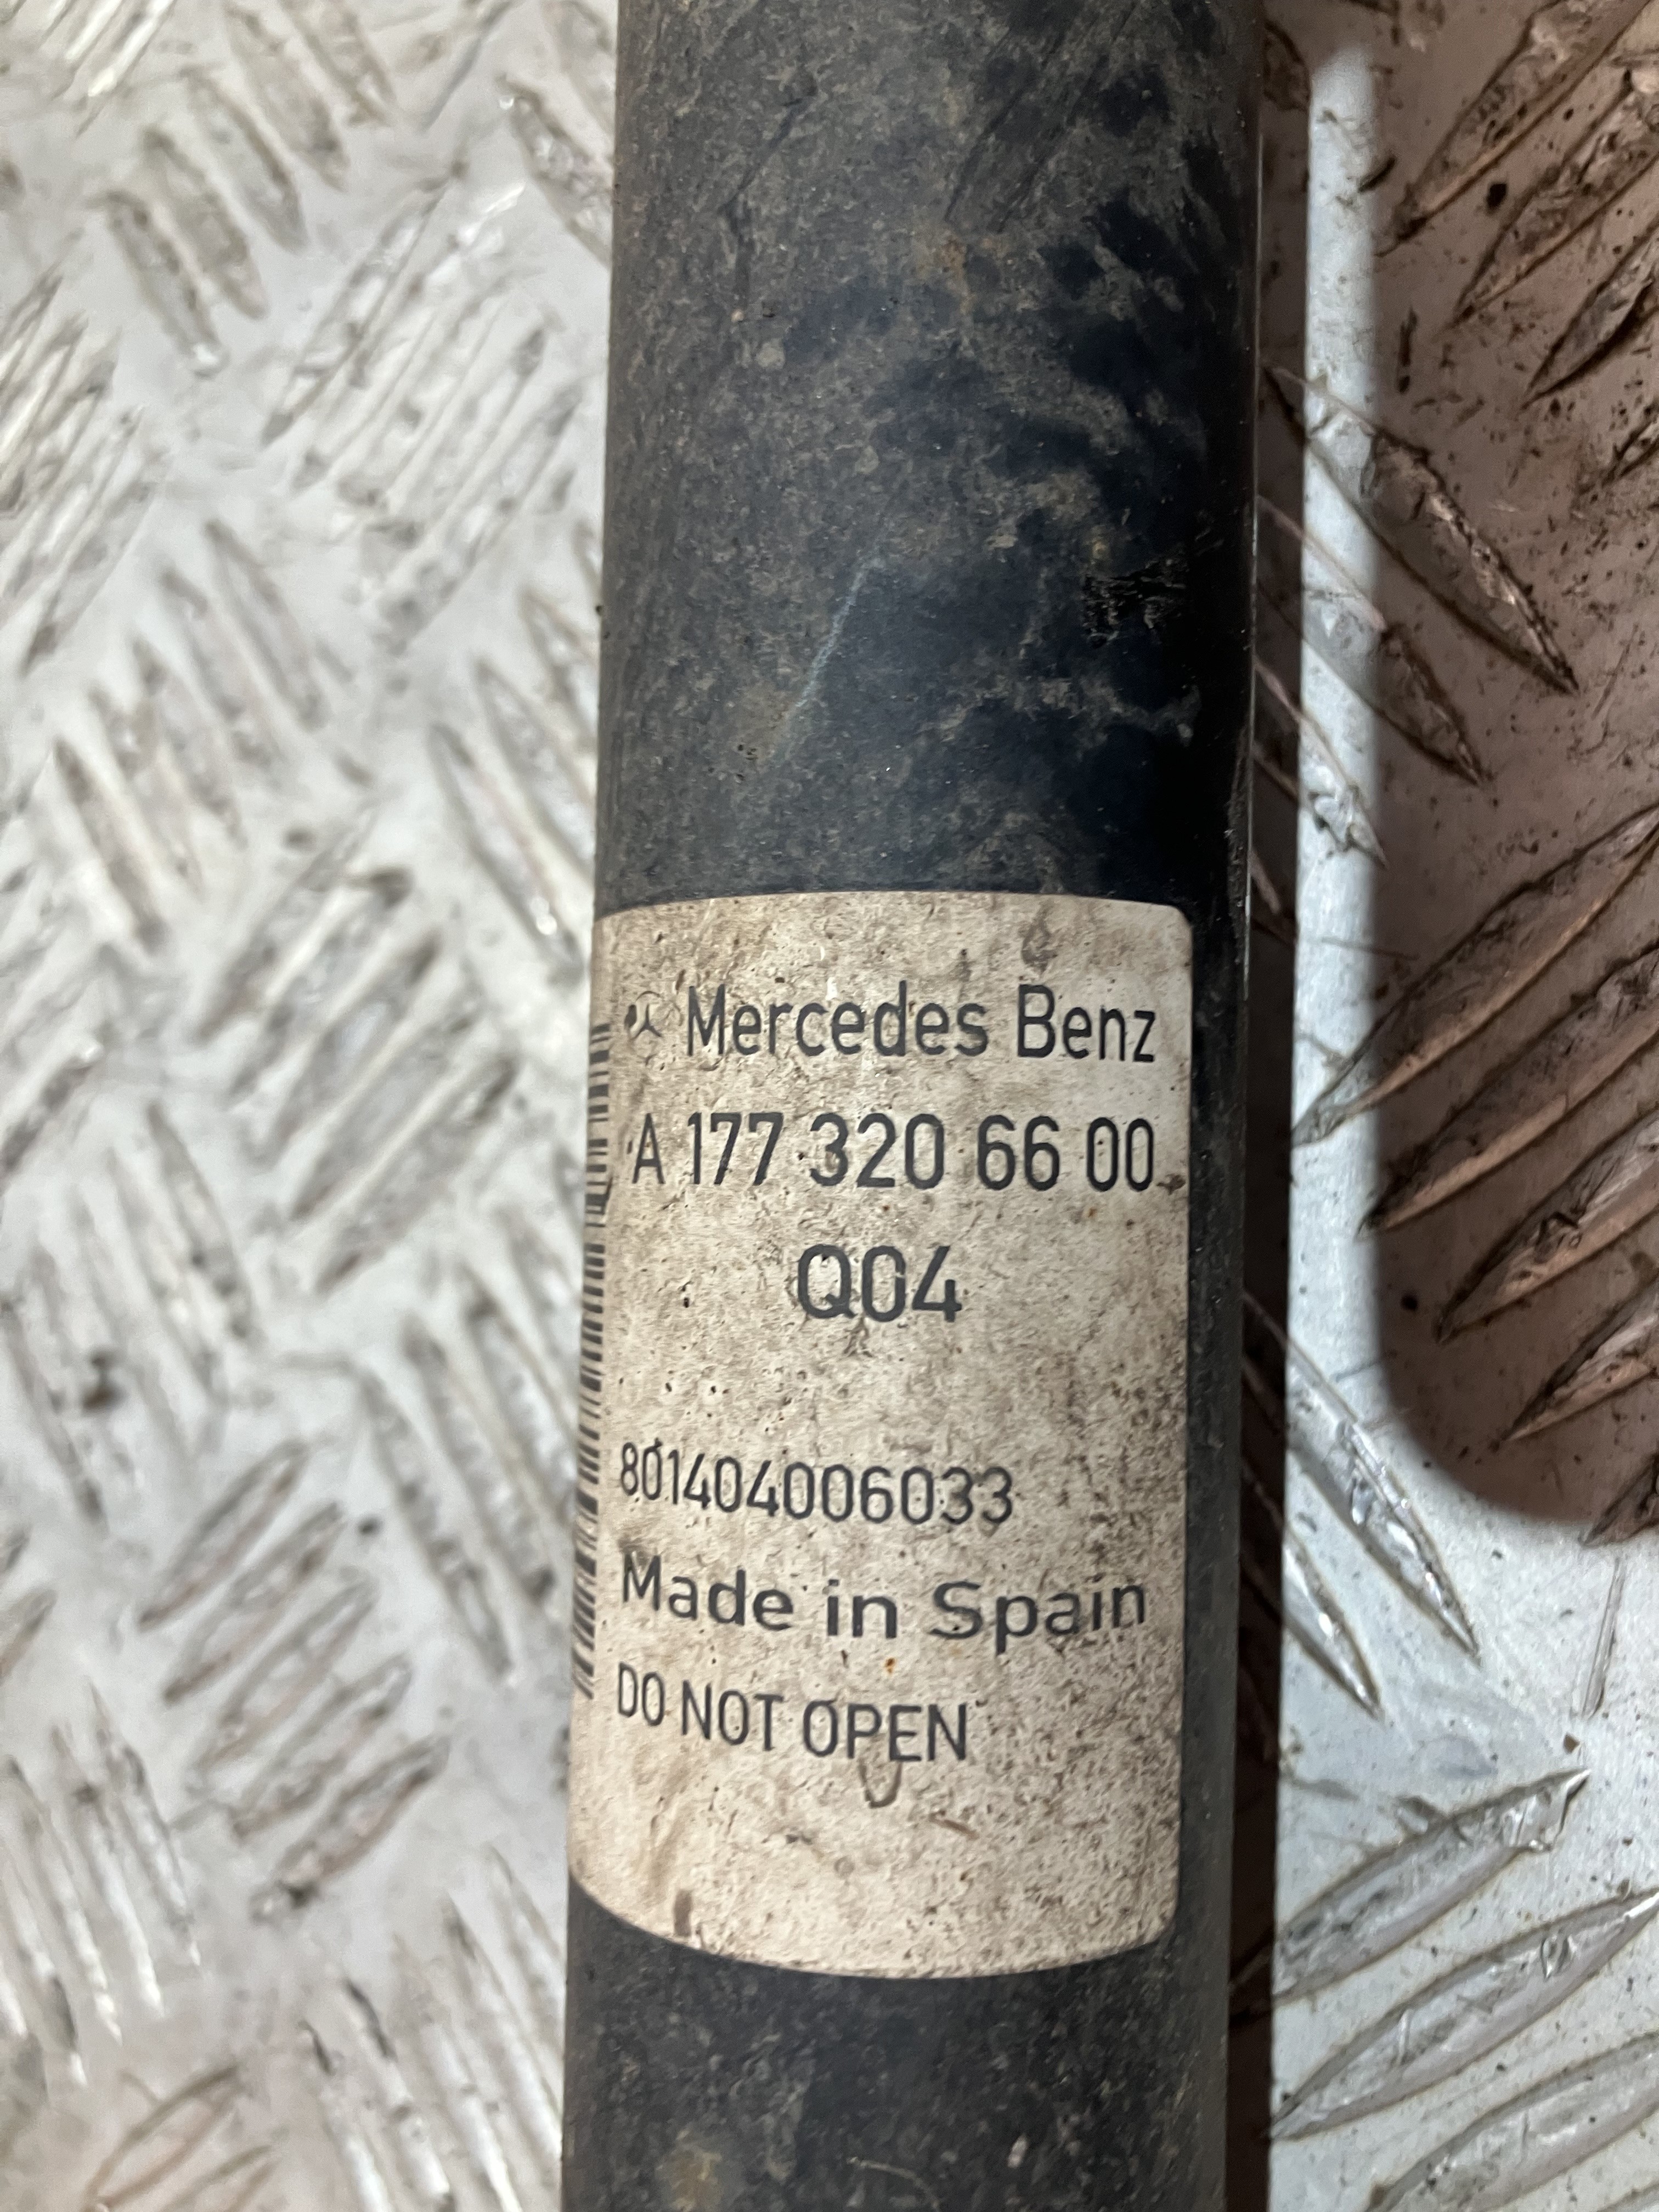 Mercedes Benz
A 177 320 66 00
Q04
801404006033
Made in Spain
DO NOT OPEN